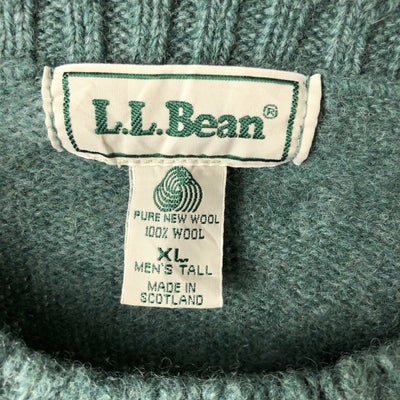 L.L.Bean®
PURE NEW WOOL
100% WOOL
XL
MEN'S TALL
MADE IN
SCOTLAND